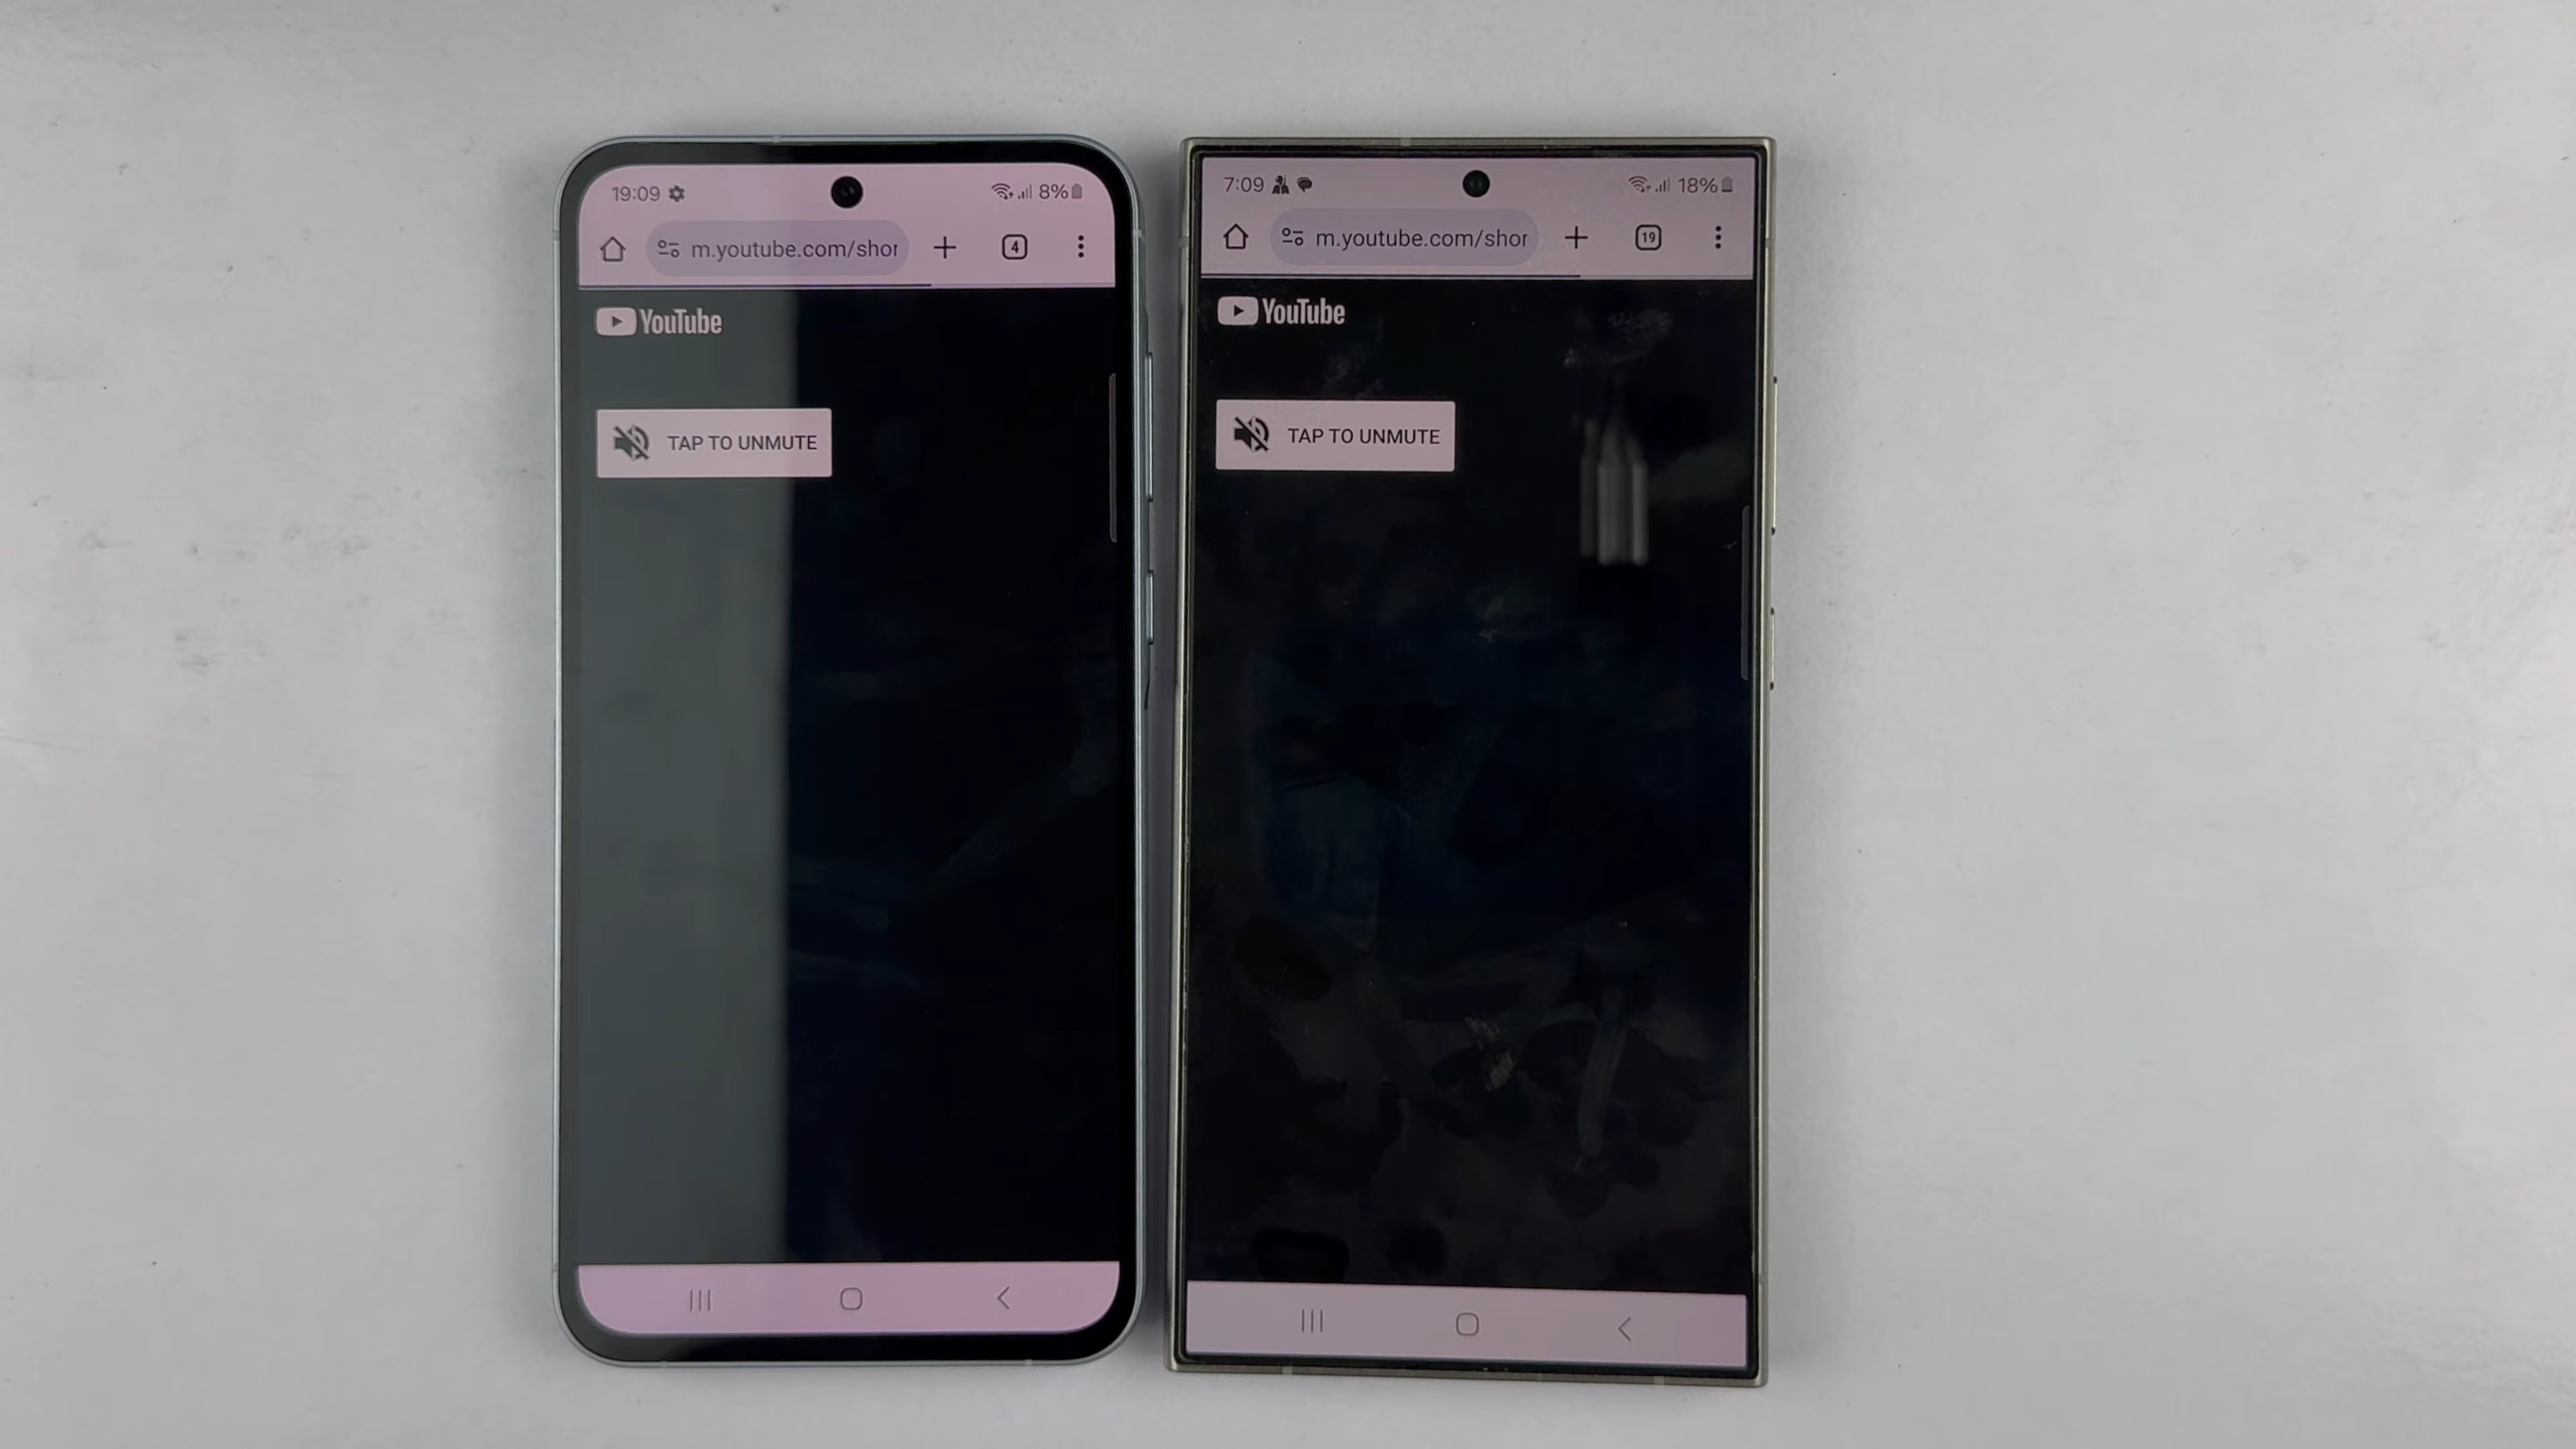 19:09
8%
m.youtube.com/shor
4
YouTube
TAP TO UNMUTE
7:09
18%
m.youtube.com/shor
19
YouTube
TAP TO UNMUTE